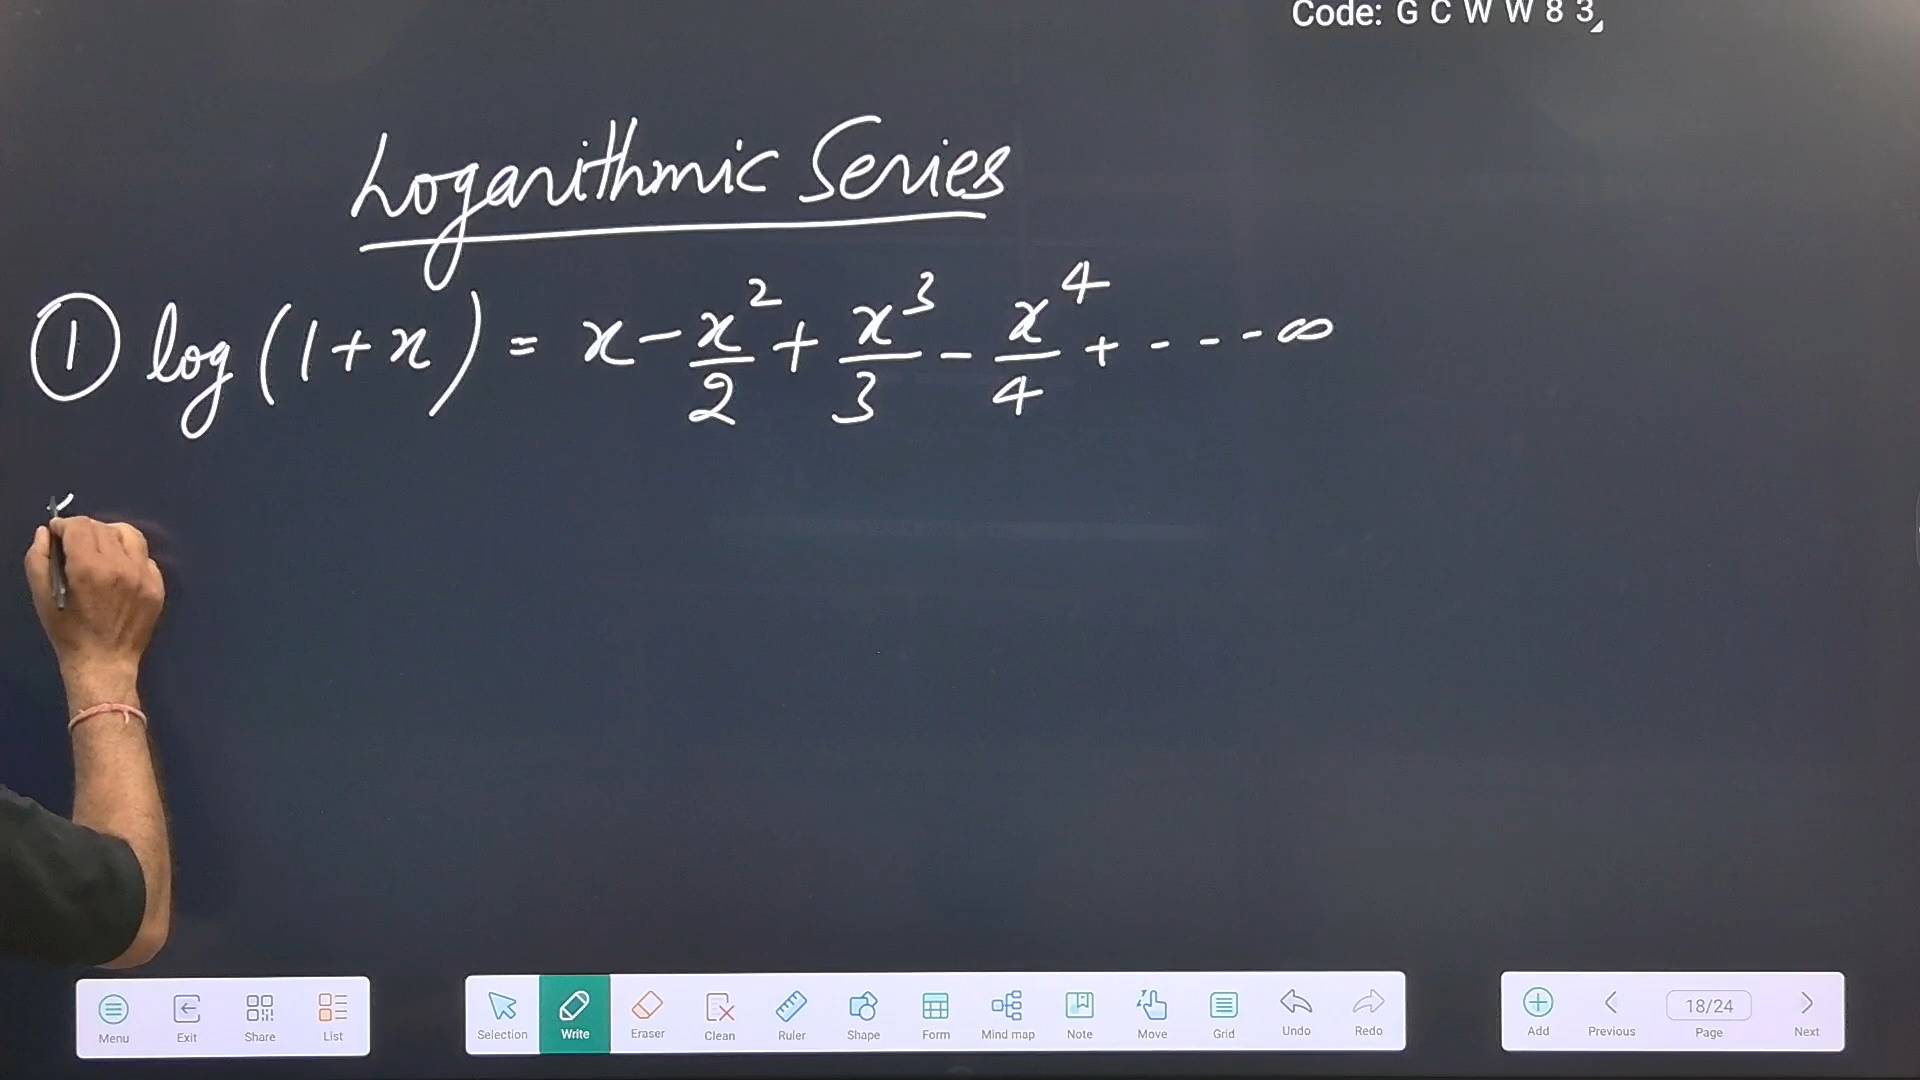 Code: G C W W 8 3
Logarithmic Series
① log(1+x) = x - x²/2 + x³/3 - x⁴/4 + - - - ∞
Menu Exit Share List Selection Write Eraser Clean Ruler Shape Form Mind map Note Move Grid Undo Redo Add Previous 18/24 Page Next